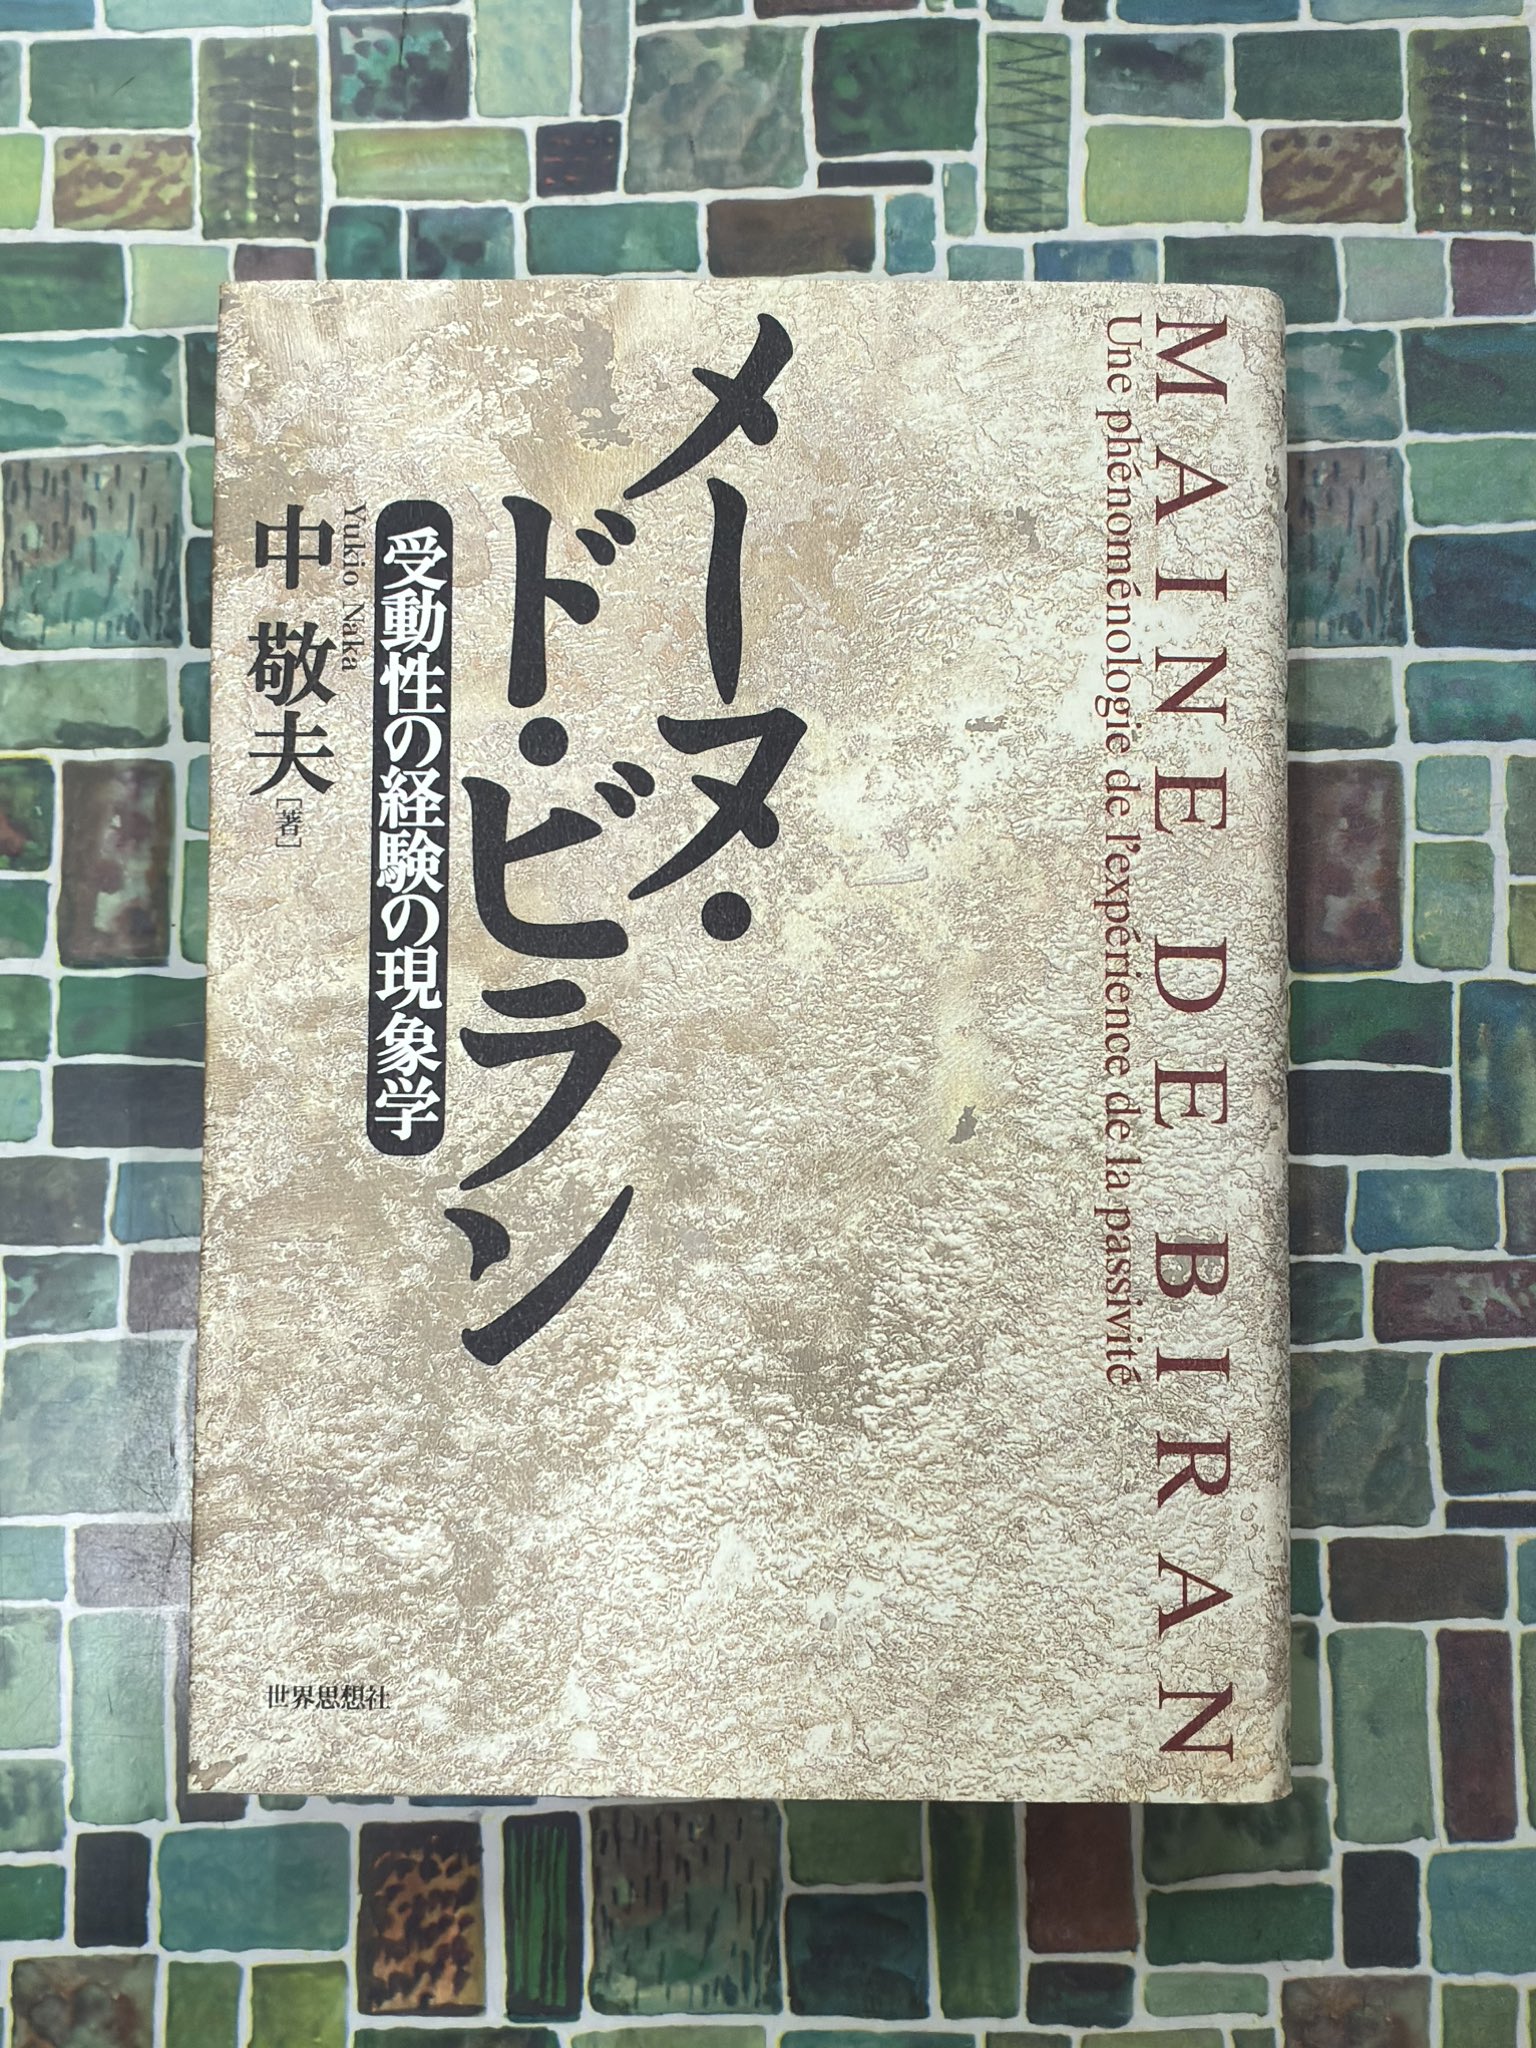 MAINE DE BIRAN
Une phénoménologie de l'expérience de la passivité
メーヌ・
ド・ビラン
受動性の経験の現象学
Yukio Naka
中 敬夫[著]
世界思想社